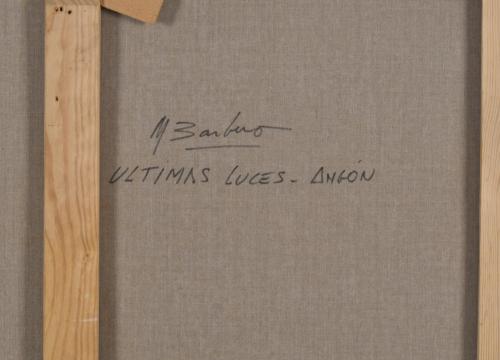 M Barbero
ULTIMAS LUCES - ANGÓN